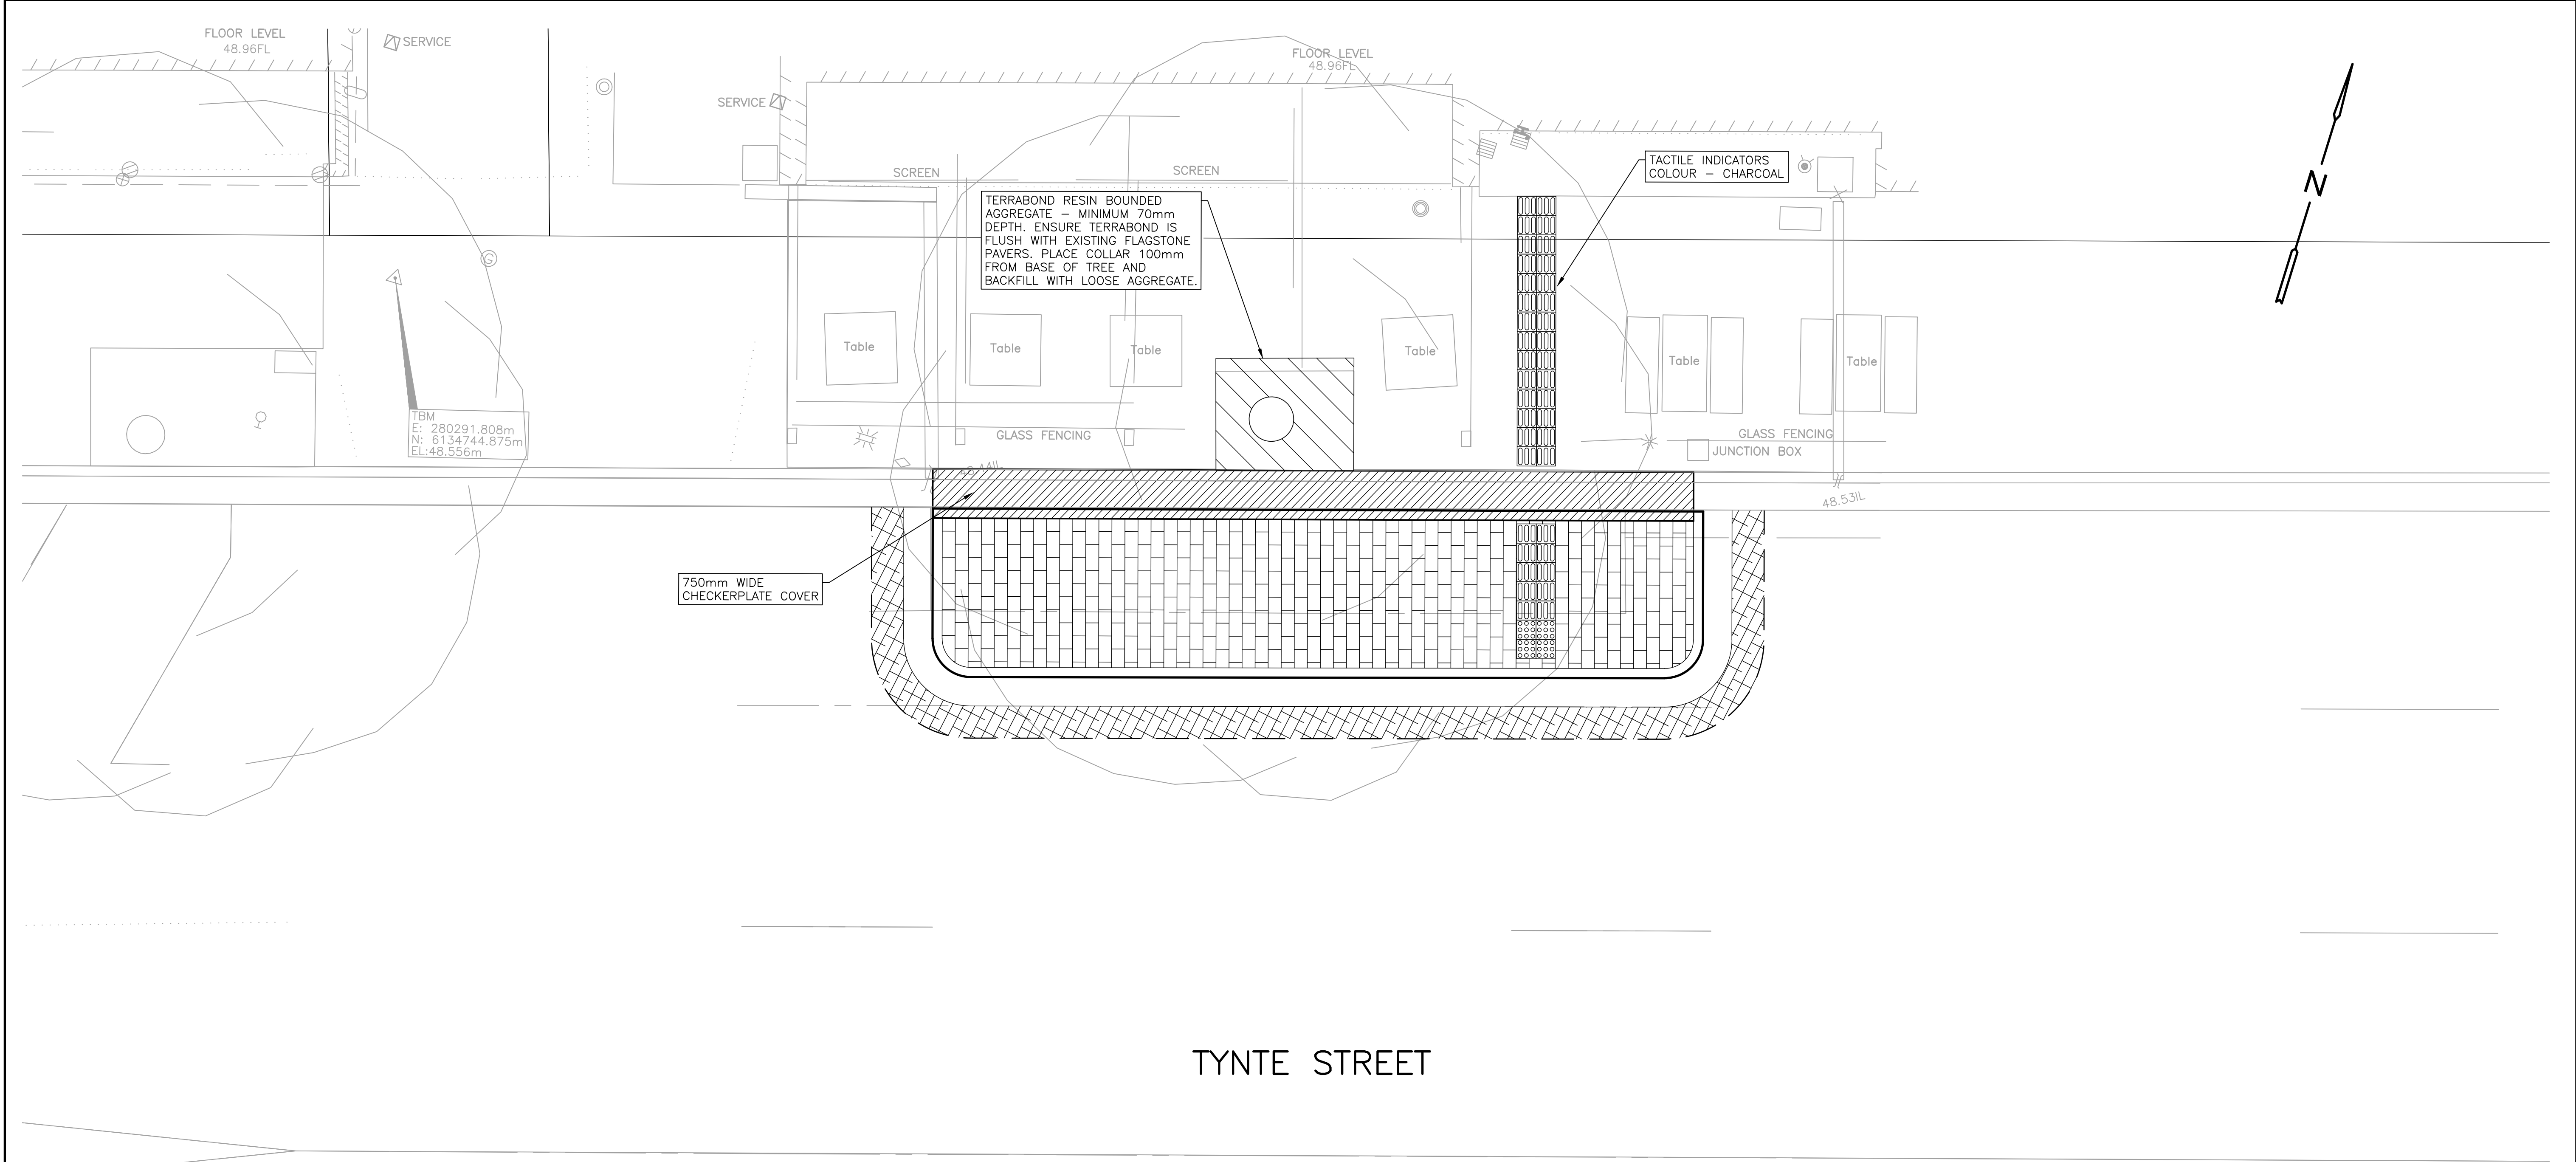 FLOOR LEVEL
48.96FL
SERVICE
FLOOR LEVEL
48.96FL
SERVICE
SCREEN
SCREEN
TACTILE INDICATORS
COLOUR – CHARCOAL
N
TERRABOND RESIN BOUNDED
AGGREGATE – MINIMUM 70mm
DEPTH. ENSURE TERRABOND IS
FLUSH WITH EXISTING FLAGSTONE
PAVERS. PLACE COLLAR 100mm
FROM BASE OF TREE AND
BACKFILL WITH LOOSE AGGREGATE.
G
Table
Table
Table
Table
Table
Table
TBM
E: 280291.808m
N: 6134744.875m
EL:48.556m
GLASS FENCING
GLASS FENCING
JUNCTION BOX
48.44IL
48.53IL
750mm WIDE
CHECKERPLATE COVER
TYNTE STREET